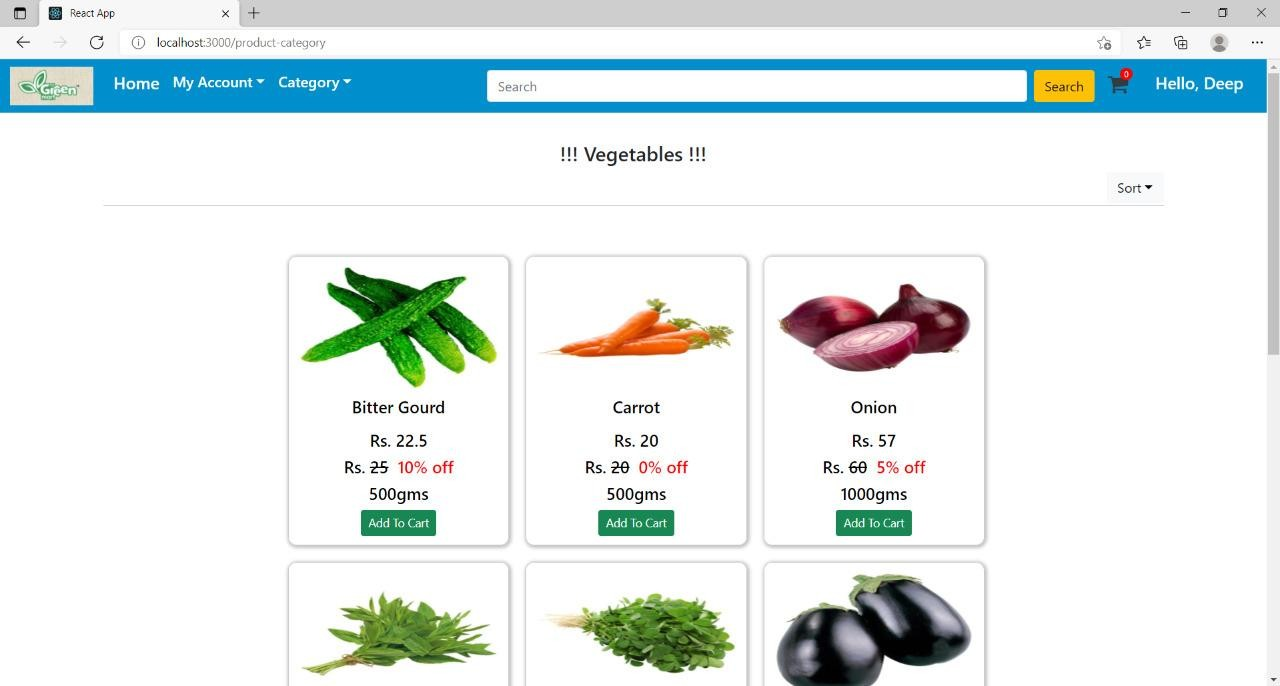 React App
localhost:3000/product-category
Green
Home My Account Category Search Search 0 Hello, Deep
!!! Vegetables !!!
Sort
Bitter Gourd Carrot Onion
Rs. 22.5 Rs. 20 Rs. 57
Rs. 25 10% off Rs. 20 0% off Rs. 60 5% off
500gms 500gms 1000gms
Add To Cart Add To Cart Add To Cart